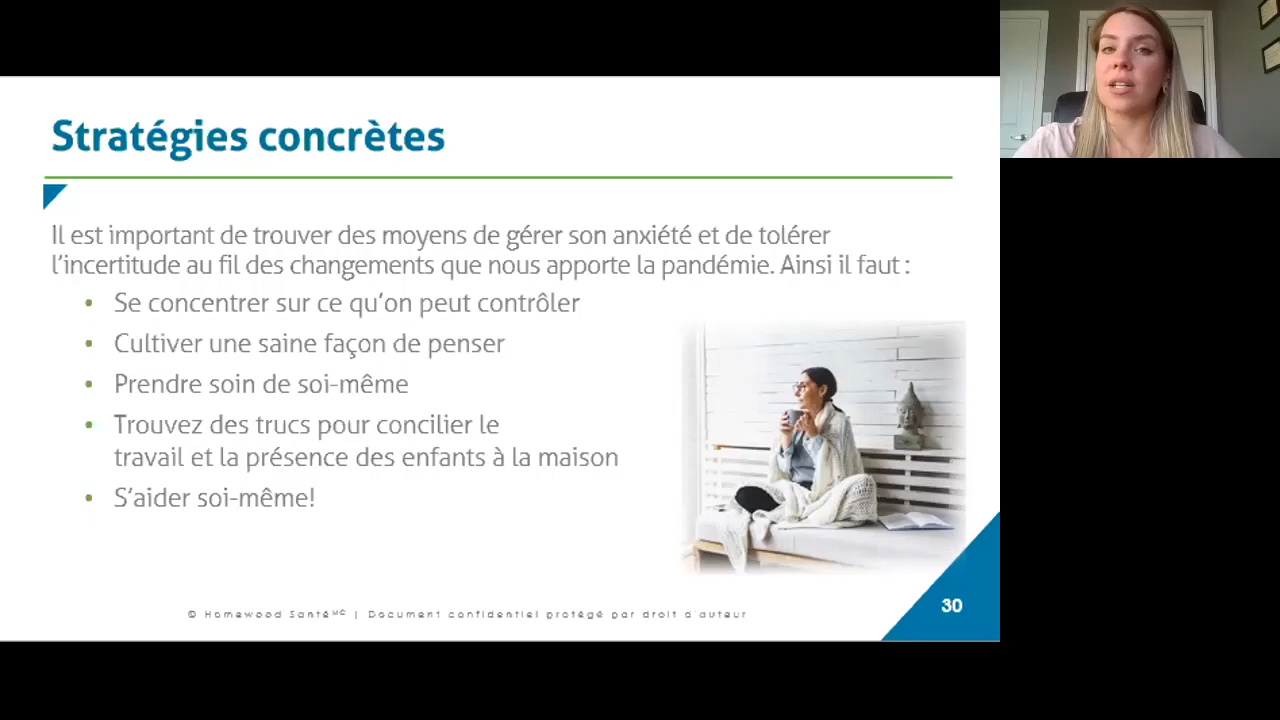 Stratégies concrètes
Il est important de trouver des moyens de gérer son anxiété et de tolérer
l'incertitude au fil des changements que nous apporte la pandémie. Ainsi il faut :
• Se concentrer sur ce qu'on peut contrôler
• Cultiver une saine façon de penser
• Prendre soin de soi-même
• Trouvez des trucs pour concilier le
travail et la présence des enfants à la maison
• S'aider soi-même!
© Homewood Santé MC | Document confidentiel protégé par droit d'auteur
30